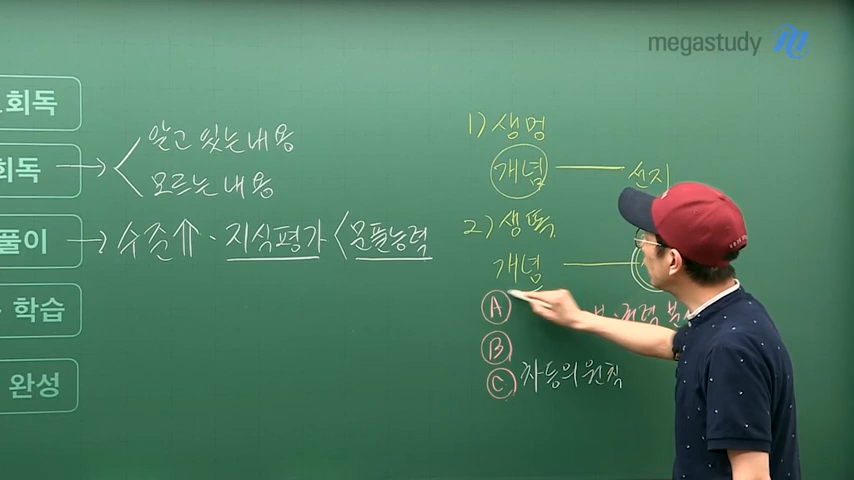 megastudy
회독
회독
풀이
학습
완성
알고 있는 내용
모르는 내용
수준⇑ · 지식평가 < 문풀능력
1) 생명
개념 — 선지
2) 생똑
개념
A
B
C 차등의 원칙